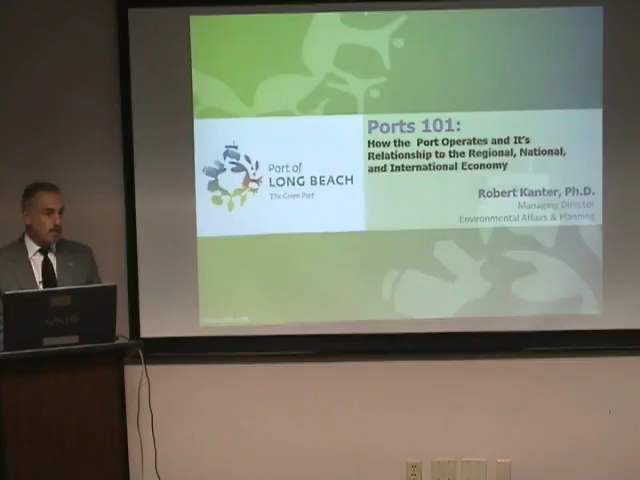 Ports 101:
How the Port Operates and It's
Relationship to the Regional, National,
and International Economy
Port of
LONG BEACH
The Green Port
Robert Kanter, Ph.D.
Managing Director
Environmental Affairs & Planning
VAIO